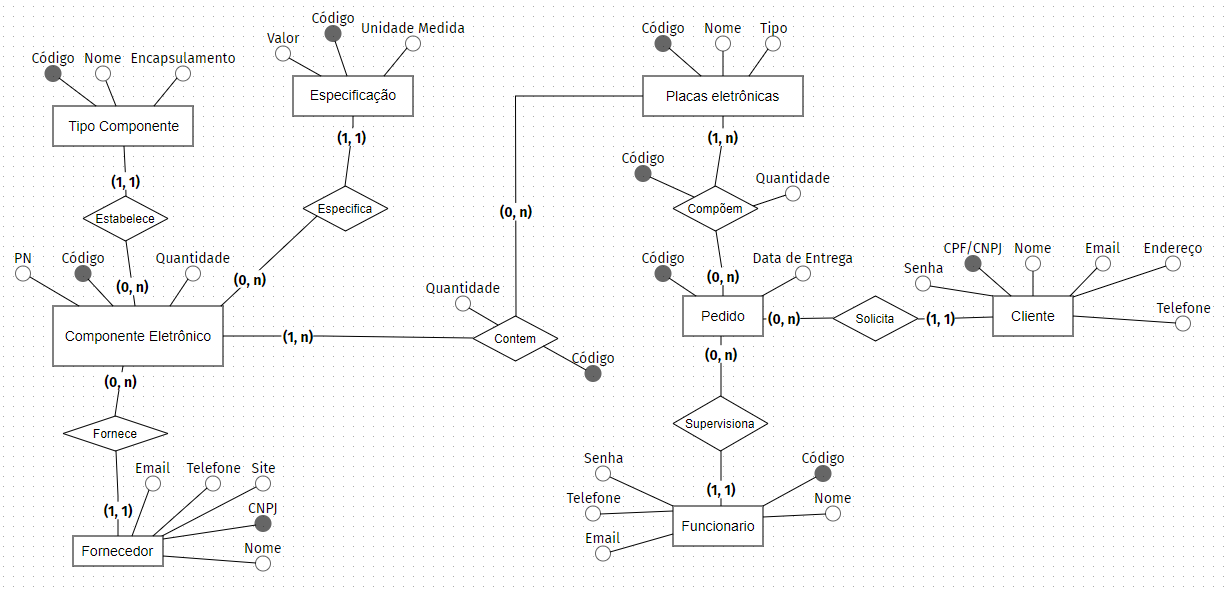 Código
Nome
Encapsulamento
Tipo Componente
(1, 1)
Estabelece
(0, n)
Valor
Código
Unidade Medida
Especificação
(1, 1)
Especifica
(0, n)
Código
Nome
Tipo
Placas eletrônicas
(1, n)
Código
Quantidade
Compõem
(0, n)
(0, n)
PN
Código
Quantidade
Componente Eletrônico
(1, n)
Quantidade
Contem
Código
Código
Data de Entrega
Pedido
(0, n)
Solicita
(1, 1)
Senha
CPF/CNPJ
Nome
Email
Endereço
Telefone
Cliente
(0, n)
Fornece
(1, 1)
Email
Telefone
Site
CNPJ
Nome
Fornecedor
(0, n)
Supervisiona
(1, 1)
Senha
Telefone
Email
Código
Nome
Funcionario